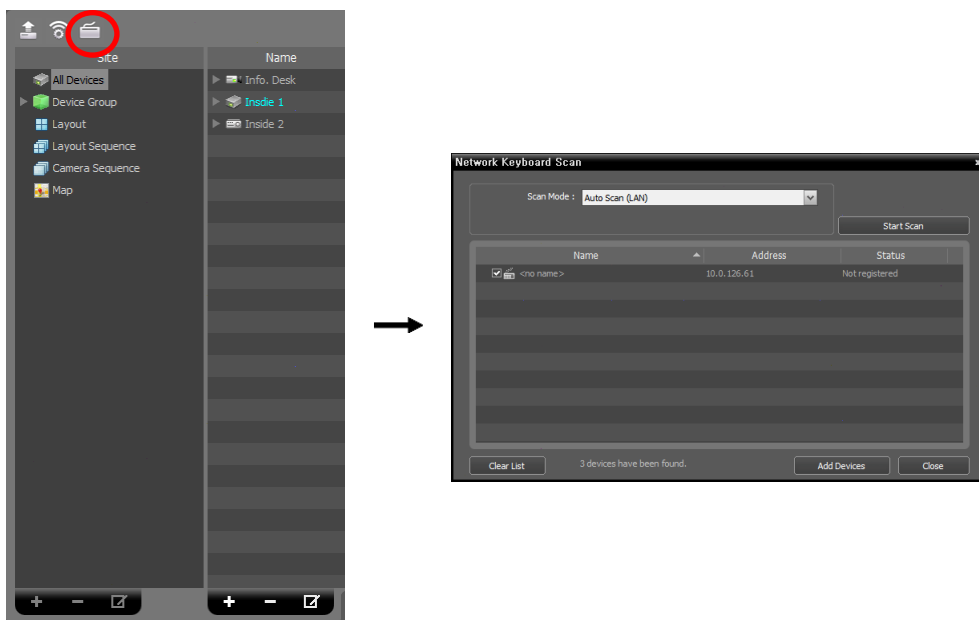 Site
Name
All Devices
Device Group
Layout
Layout Sequence
Camera Sequence
Map
Info. Desk
Insdie 1
Inside 2
Network Keyboard Scan
Scan Mode : Auto Scan (LAN)
Start Scan
Name Address Status
<no name> 10.0.126.61 Not registered
Clear List 3 devices have been found. Add Devices Close